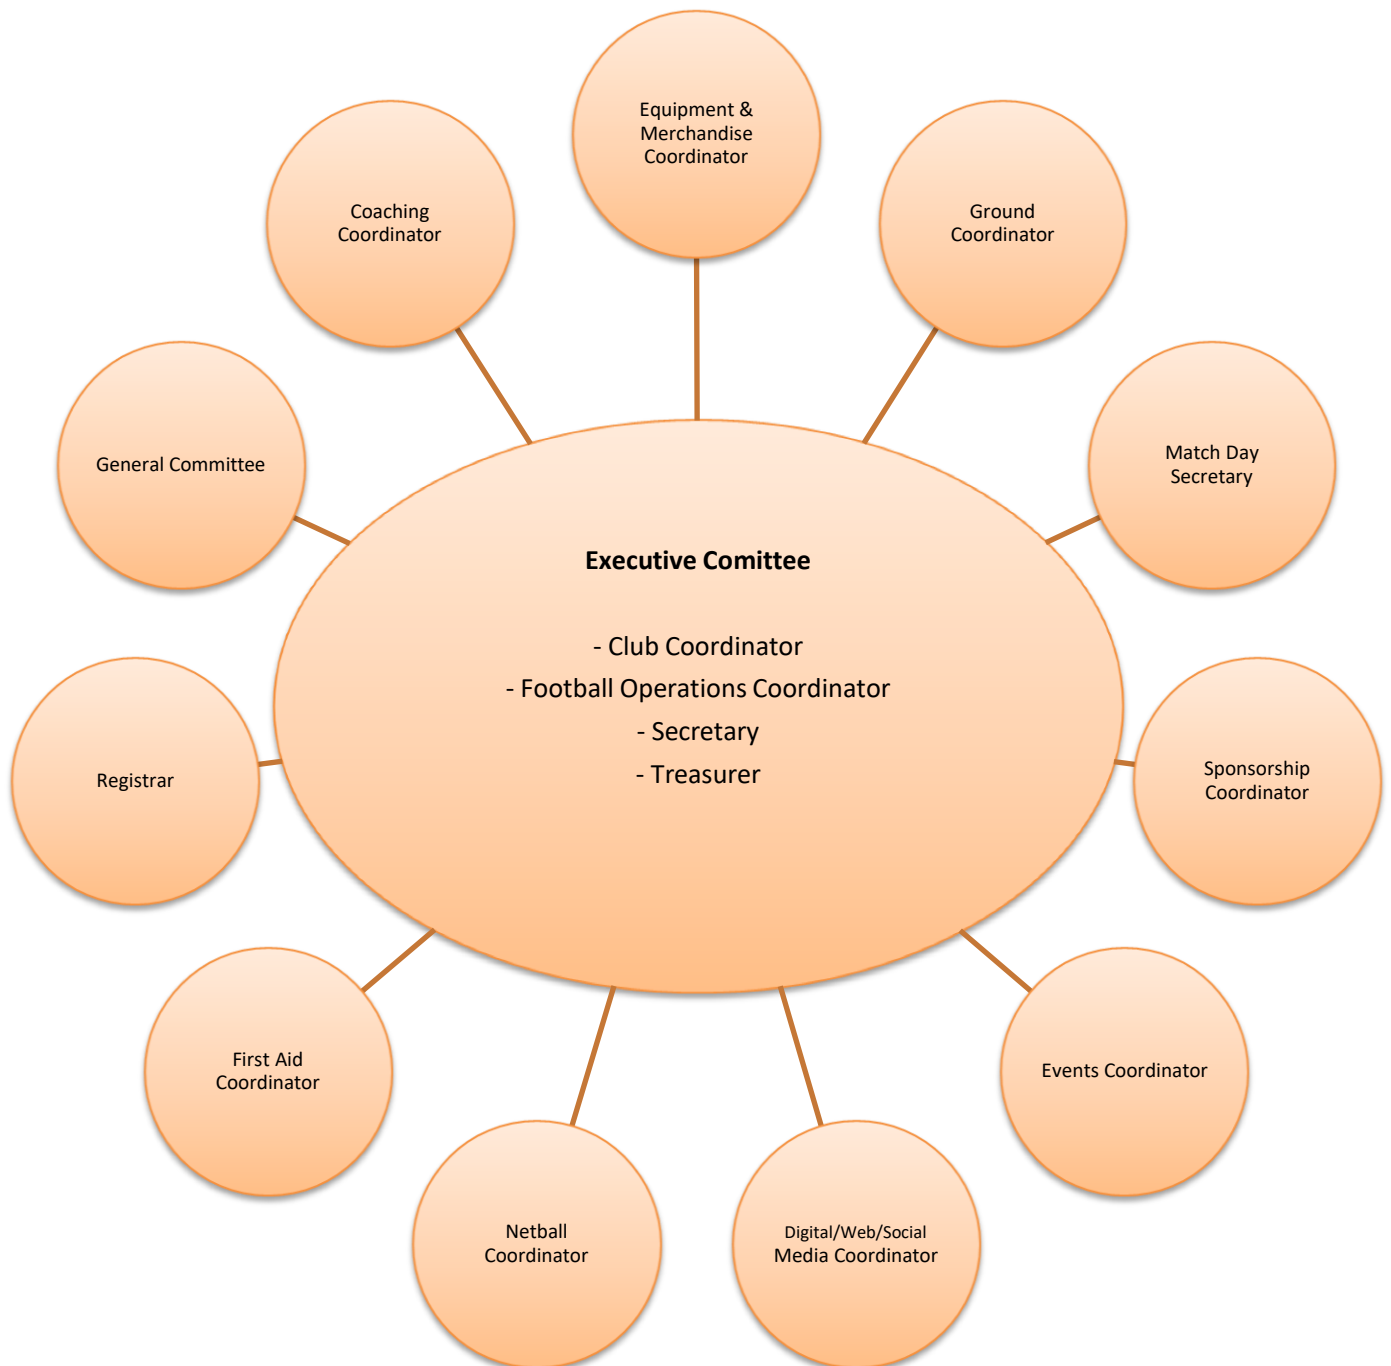 Equipment &
Merchandise
Coordinator
Coaching
Coordinator
Ground
Coordinator
General Committee
Match Day
Secretary
Executive Comittee
- Club Coordinator
- Football Operations Coordinator
- Secretary
- Treasurer
Registrar
Sponsorship
Coordinator
First Aid
Coordinator
Events Coordinator
Netball
Coordinator
Digital/Web/Social
Media Coordinator